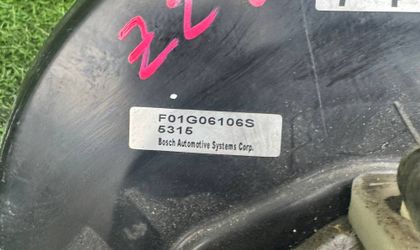 F01G06106S
5315
Bosch Automotive Systems Corp.